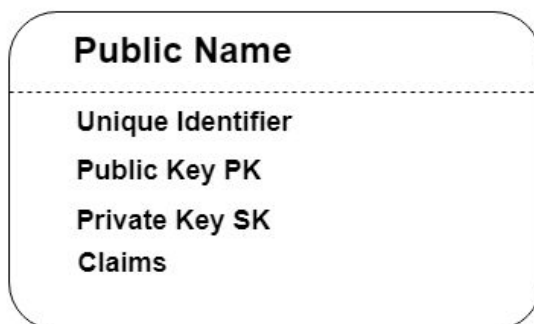 Public Name
Unique Identifier
Public Key PK
Private Key SK
Claims